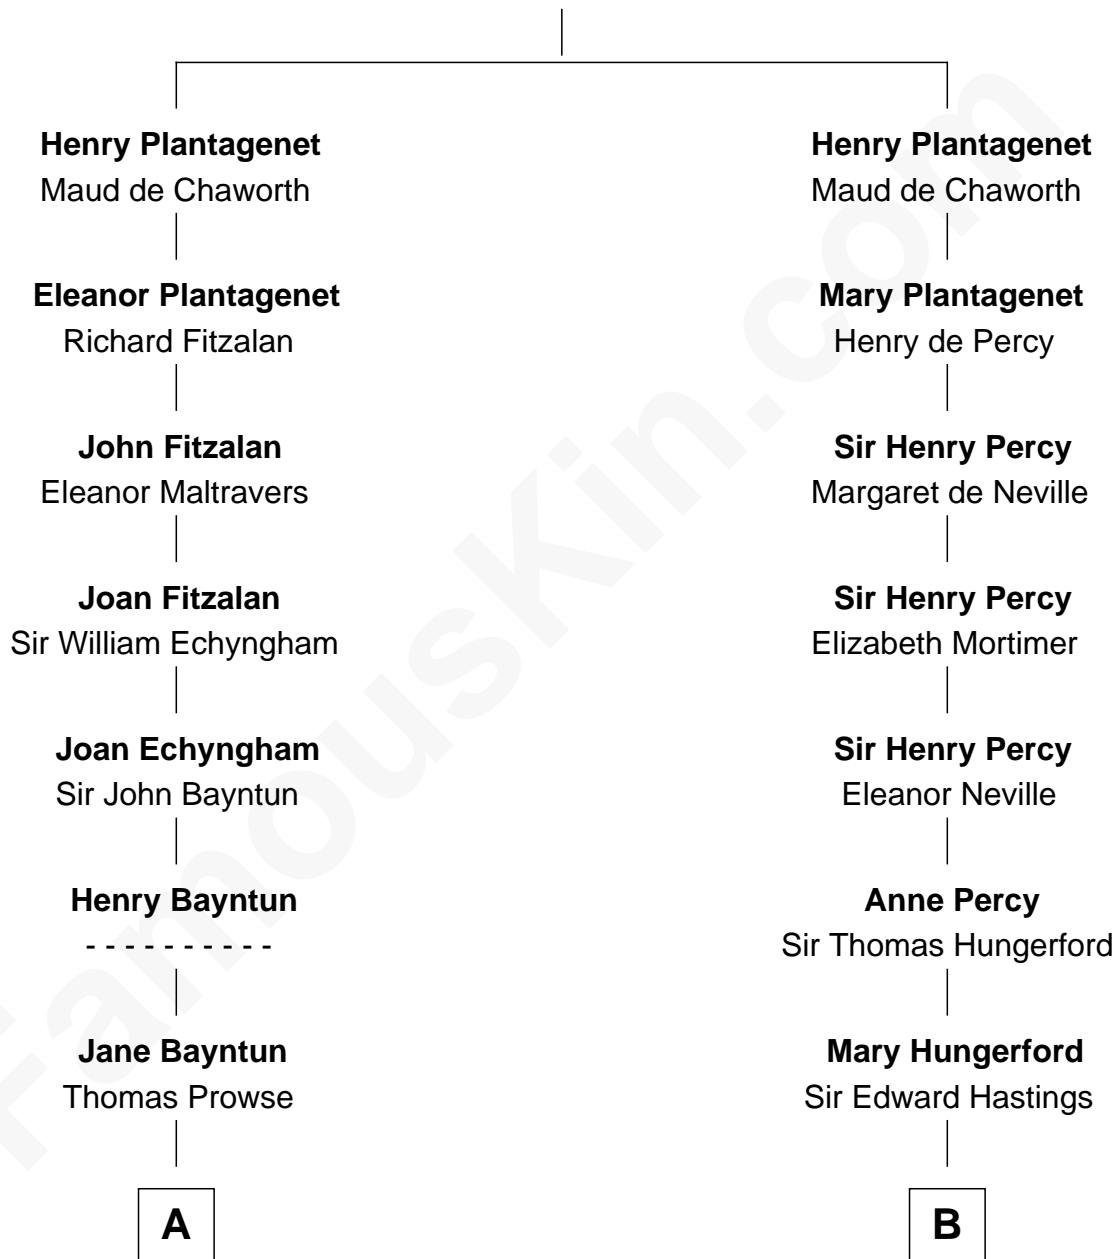 Henry Plantagenet
Maud de Chaworth
Eleanor Plantagenet
Richard Fitzalan
John Fitzalan
Eleanor Maltravers
Joan Fitzalan
Sir William Echyngham
Joan Echyngham
Sir John Bayntun
Henry Bayntun
- - - - - - - - - -
Jane Bayntun
Thomas Prowse
A
Henry Plantagenet
Maud de Chaworth
Mary Plantagenet
Henry de Percy
Sir Henry Percy
Margaret de Neville
Sir Henry Percy
Elizabeth Mortimer
Sir Henry Percy
Eleanor Neville
Anne Percy
Sir Thomas Hungerford
Mary Hungerford
Sir Edward Hastings
B
FamousKin.com